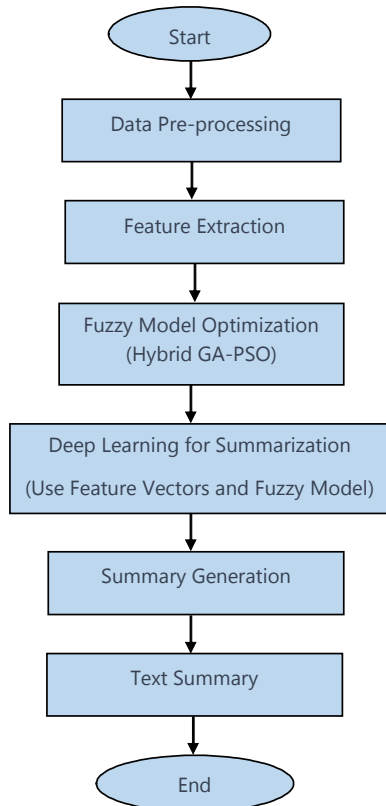 Start
Data Pre-processing
Feature Extraction
Fuzzy Model Optimization
(Hybrid GA-PSO)
Deep Learning for Summarization
(Use Feature Vectors and Fuzzy Model)
Summary Generation
Text Summary
End